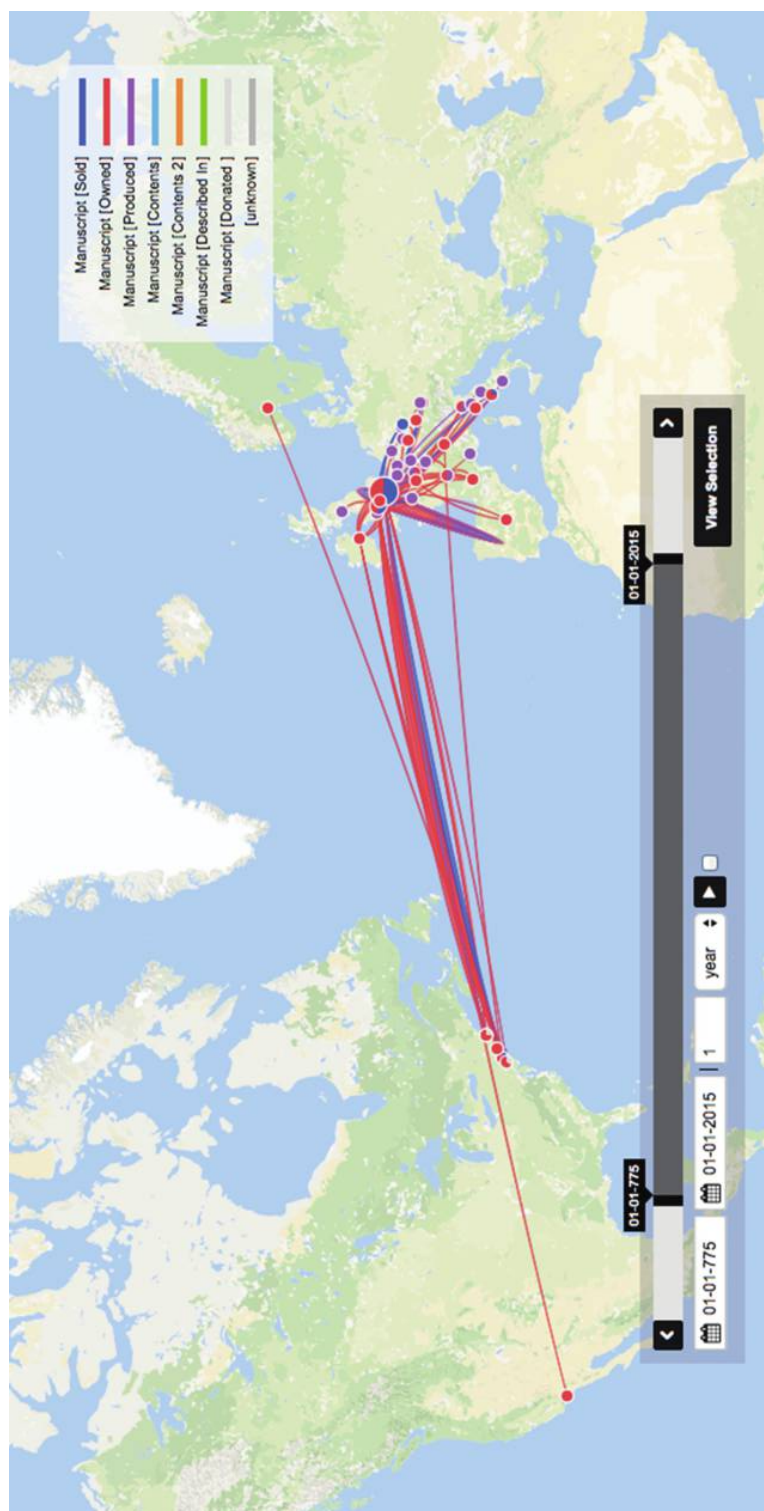 Manuscript [Sold]
Manuscript [Owned]
Manuscript [Produced]
Manuscript [Contents]
Manuscript [Contents 2]
Manuscript [Described In]
Manuscript [Donated ]
[unknown]
01-01-775
01-01-2015
01-01-775
01-01-2015
1
year
View Selection